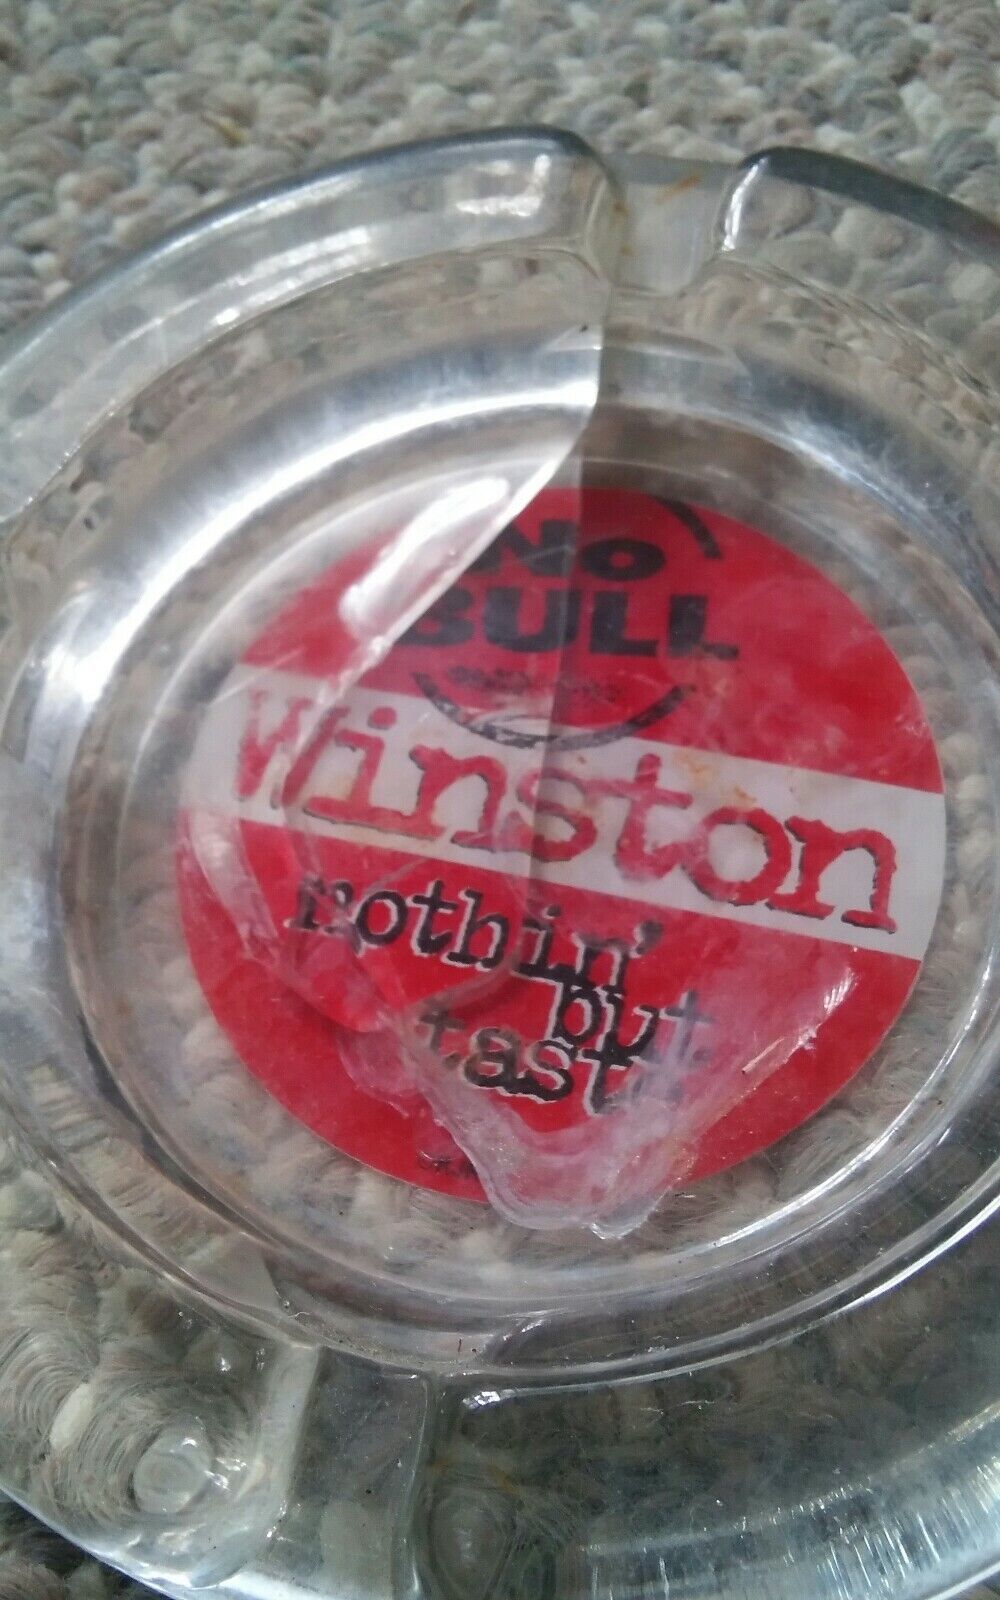 No
BULL
Winston
nothin'
but
taste